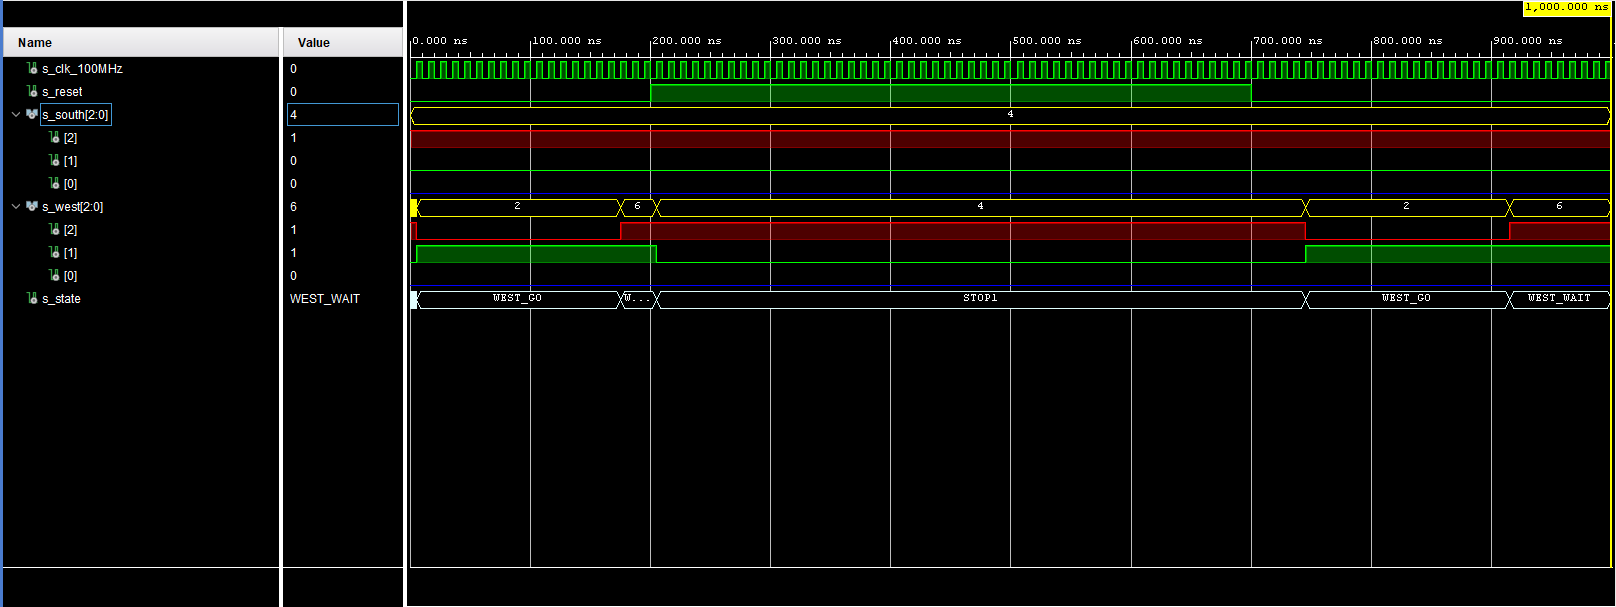 1,000.000 ns
Name Value
0.000 ns 100.000 ns 200.000 ns 300.000 ns 400.000 ns 500.000 ns 600.000 ns 700.000 ns 800.000 ns 900.000 ns
s_clk_100MHz 0
s_reset 0
s_south[2:0] 4 4
[2] 1
[1] 0
[0] 0
s_west[2:0] 6 2 6 4 2 6
[2] 1
[1] 1
[0] 0
s_state WEST_WAIT WEST_GO W... STOP1 WEST_GO WEST_WAIT